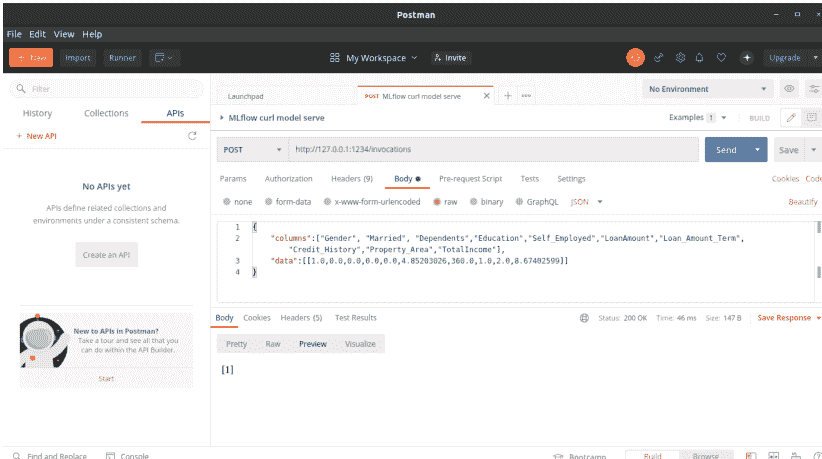 Postman
File Edit View Help
+ New Import Runner My Workspace Invite Upgrade
Filter
History Collections APIs
+ New API
No APIs yet
APIs define related collections and
environments under a consistent schema.
Create an API
New to APIs in Postman?
Take a tour and see all that you
can do within the API Builder.
Start
Launchpad POST MLflow curl model serve No Environment
MLflow curl model serve Examples 1 BUILD
POST http://127.0.0.1:1234/invocations Send Save
Params Authorization Headers (9) Body Pre-request Script Tests Settings Cookies Code
none form-data x-www-form-urlencoded raw binary GraphQL JSON Beautify
1 {
2 "columns":["Gender", "Married", "Dependents","Education","Self_Employed","LoanAmount","Loan_Amount_Term",
"Credit_History","Property_Area","TotalIncome"],
3 "data":[[1.0,0.0,0.0,0.0,0.0,4.85203026,360.0,1.0,2.0,8.67402599]]
4 }
Body Cookies Headers (5) Test Results Status: 200 OK Time: 46 ms Size: 147 B Save Response
Pretty Raw Preview Visualize
[1]
Find and Replace Console Bootcamp Build Browse